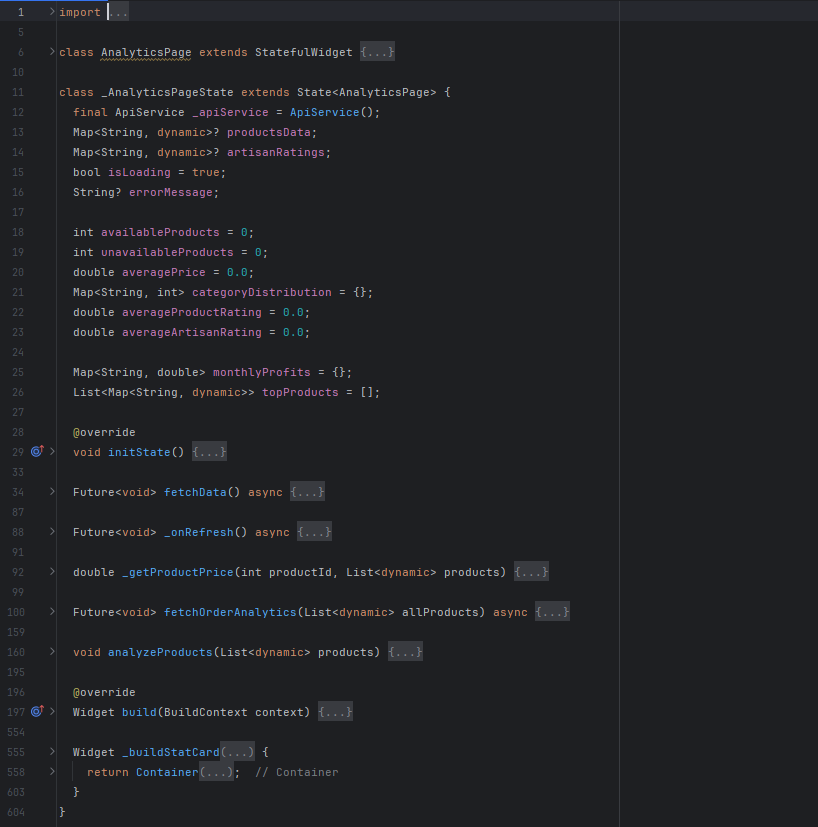 1 import ...
5
6 class AnalyticsPage extends StatefulWidget {...}
10
11 class _AnalyticsPageState extends State<AnalyticsPage> {
12 final ApiService _apiService = ApiService();
13 Map<String, dynamic>? productsData;
14 Map<String, dynamic>? artisanRatings;
15 bool isLoading = true;
16 String? errorMessage;
17
18 int availableProducts = 0;
19 int unavailableProducts = 0;
20 double averagePrice = 0.0;
21 Map<String, int> categoryDistribution = {};
22 double averageProductRating = 0.0;
23 double averageArtisanRating = 0.0;
24
25 Map<String, double> monthlyProfits = {};
26 List<Map<String, dynamic>> topProducts = [];
27
28 @override
29 void initState() {...}
33
34 Future<void> fetchData() async {...}
87
88 Future<void> _onRefresh() async {...}
91
92 double _getProductPrice(int productId, List<dynamic> products) {...}
99
100 Future<void> fetchOrderAnalytics(List<dynamic> allProducts) async {...}
159
160 void analyzeProducts(List<dynamic> products) {...}
195
196 @override
197 Widget build(BuildContext context) {...}
554
555 Widget _buildStatCard(...) {
558 return Container(...); // Container
603 }
604 }